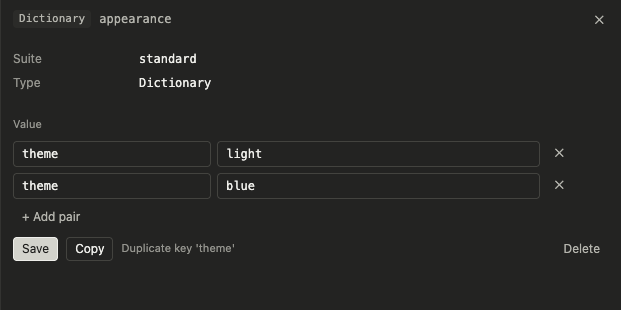 Dictionary appearance
Suite standard
Type Dictionary
Value
theme light
theme blue
+ Add pair
Save Copy Duplicate key 'theme' Delete